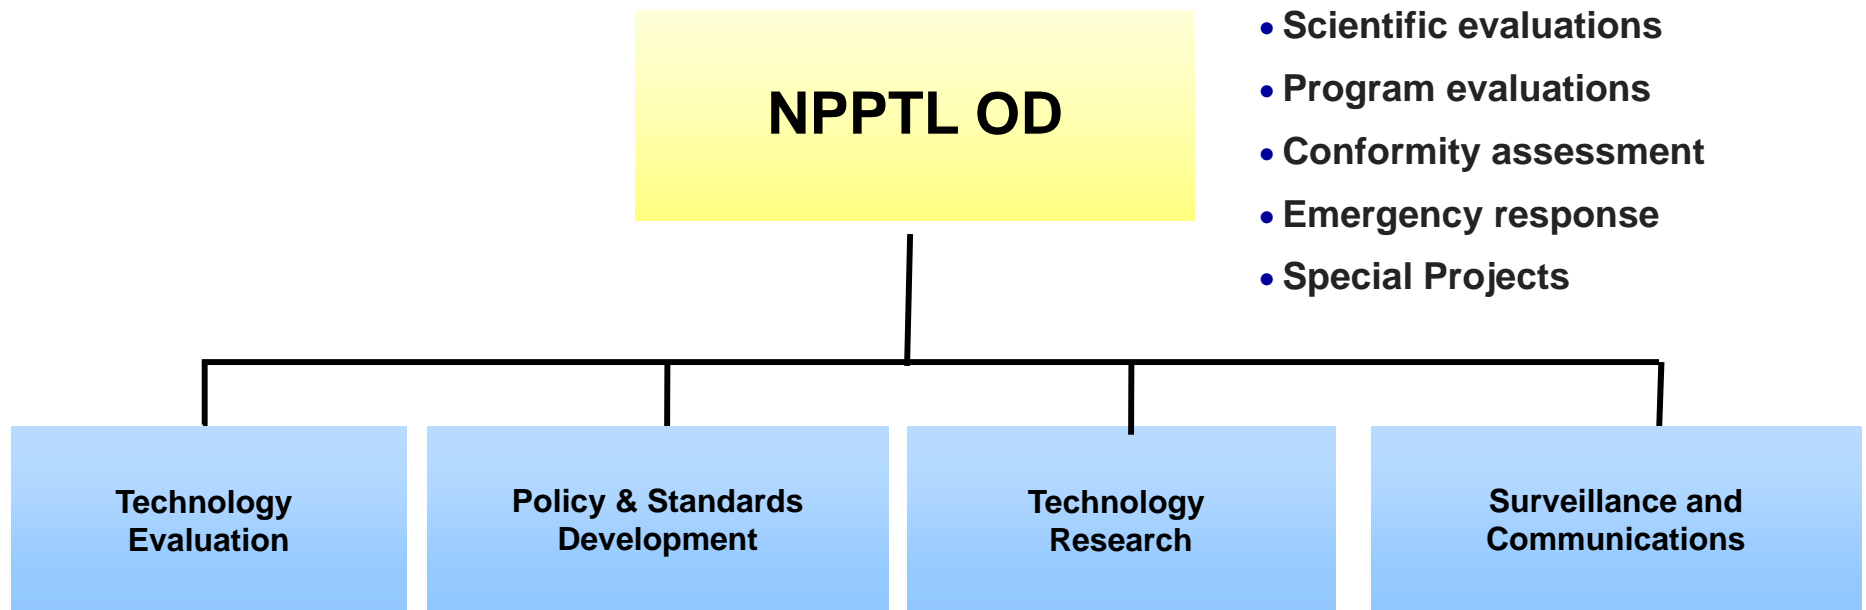 NPPTL OD
• Scientific evaluations
• Program evaluations
• Conformity assessment
• Emergency response
• Special Projects
Technology
Evaluation
Policy & Standards
Development
Technology
Research
Surveillance and
Communications